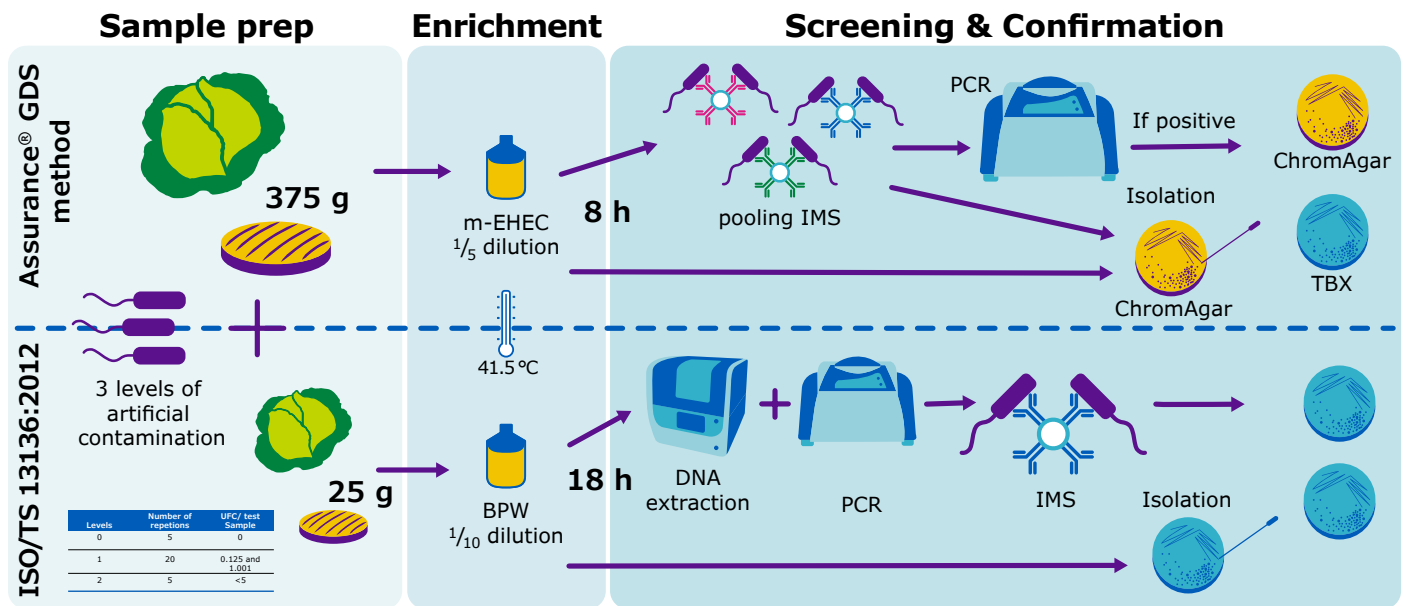 Sample prep
Enrichment
Screening & Confirmation
Assurance® GDS
method
375 g
m-EHEC
1/5 dilution
8 h
pooling IMS
PCR
If positive
ChromAgar
Isolation
ChromAgar
TBX
41.5 ºC
ISO/TS 13136:2012
3 levels of
artificial
contamination
25 g
Levels
Number of
repetions
UFC/ test
Sample
0
5
0
1
20
0.125 and
1.001
2
5
<5
BPW
1/10 dilution
18 h
DNA
extraction
PCR
IMS
Isolation